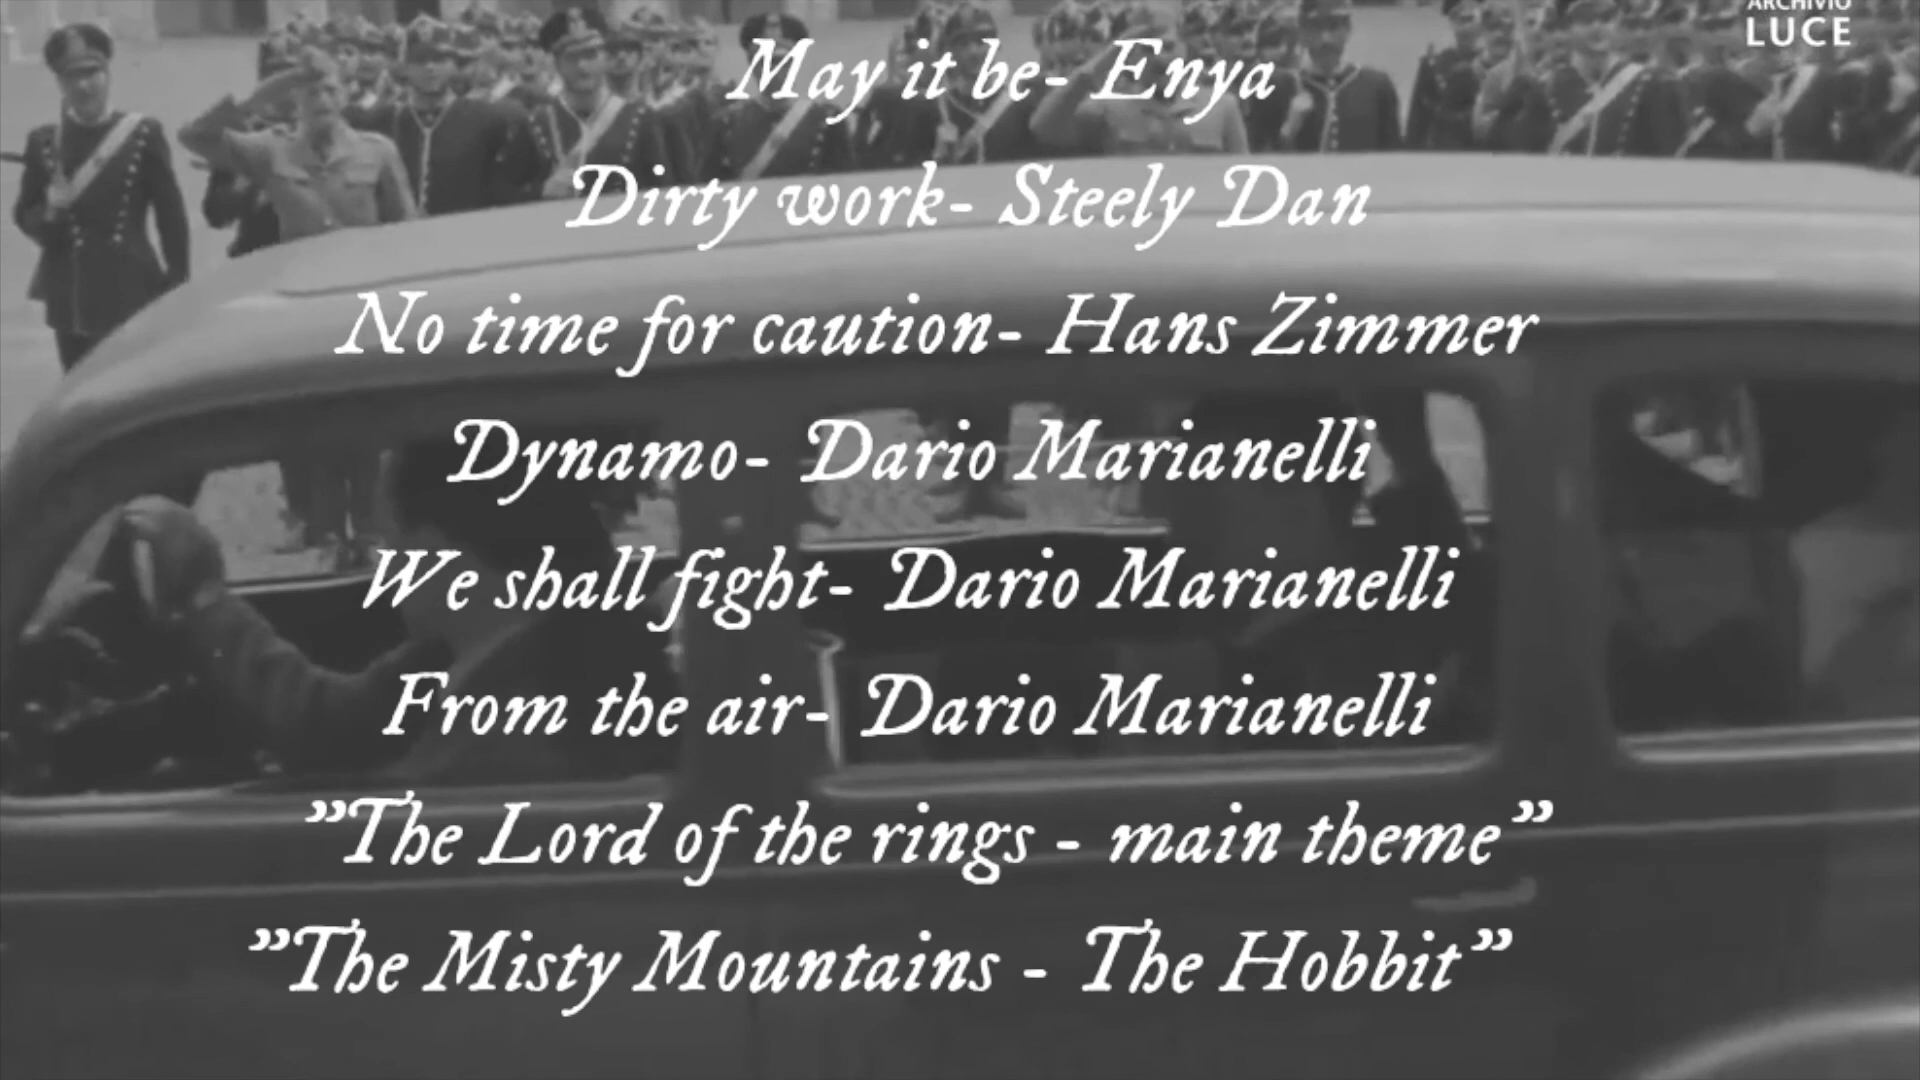 ARCHIVIO
LUCE
May it be- Enya
Dirty work- Steely Dan
No time for caution- Hans Zimmer
Dynamo- Dario Marianelli
We shall fight- Dario Marianelli
From the air- Dario Marianelli
”The Lord of the rings - main theme”
”The Misty Mountains - The Hobbit”